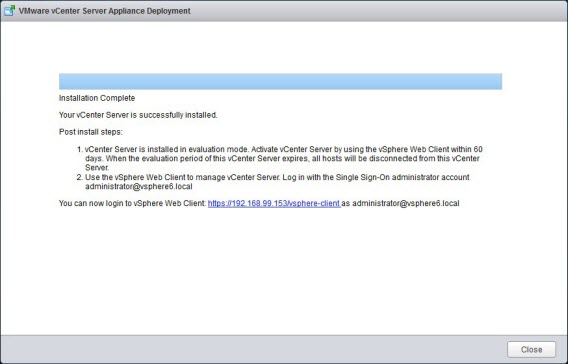 VMware vCenter Server Appliance Deployment
Installation Complete
Your vCenter Server is successfully installed.
Post install steps:
1. vCenter Server is installed in evaluation mode. Activate vCenter Server by using the vSphere Web Client within 60
days. When the evaluation period of this vCenter Server expires, all hosts will be disconnected from this vCenter
Server.
2. Use the vSphere Web Client to manage vCenter Server. Log in with the Single Sign-On administrator account
administrator@vsphere6.local
You can now login to vSphere Web Client: https://192.168.99.153/vsphere-client as administrator@vsphere6.local
Close